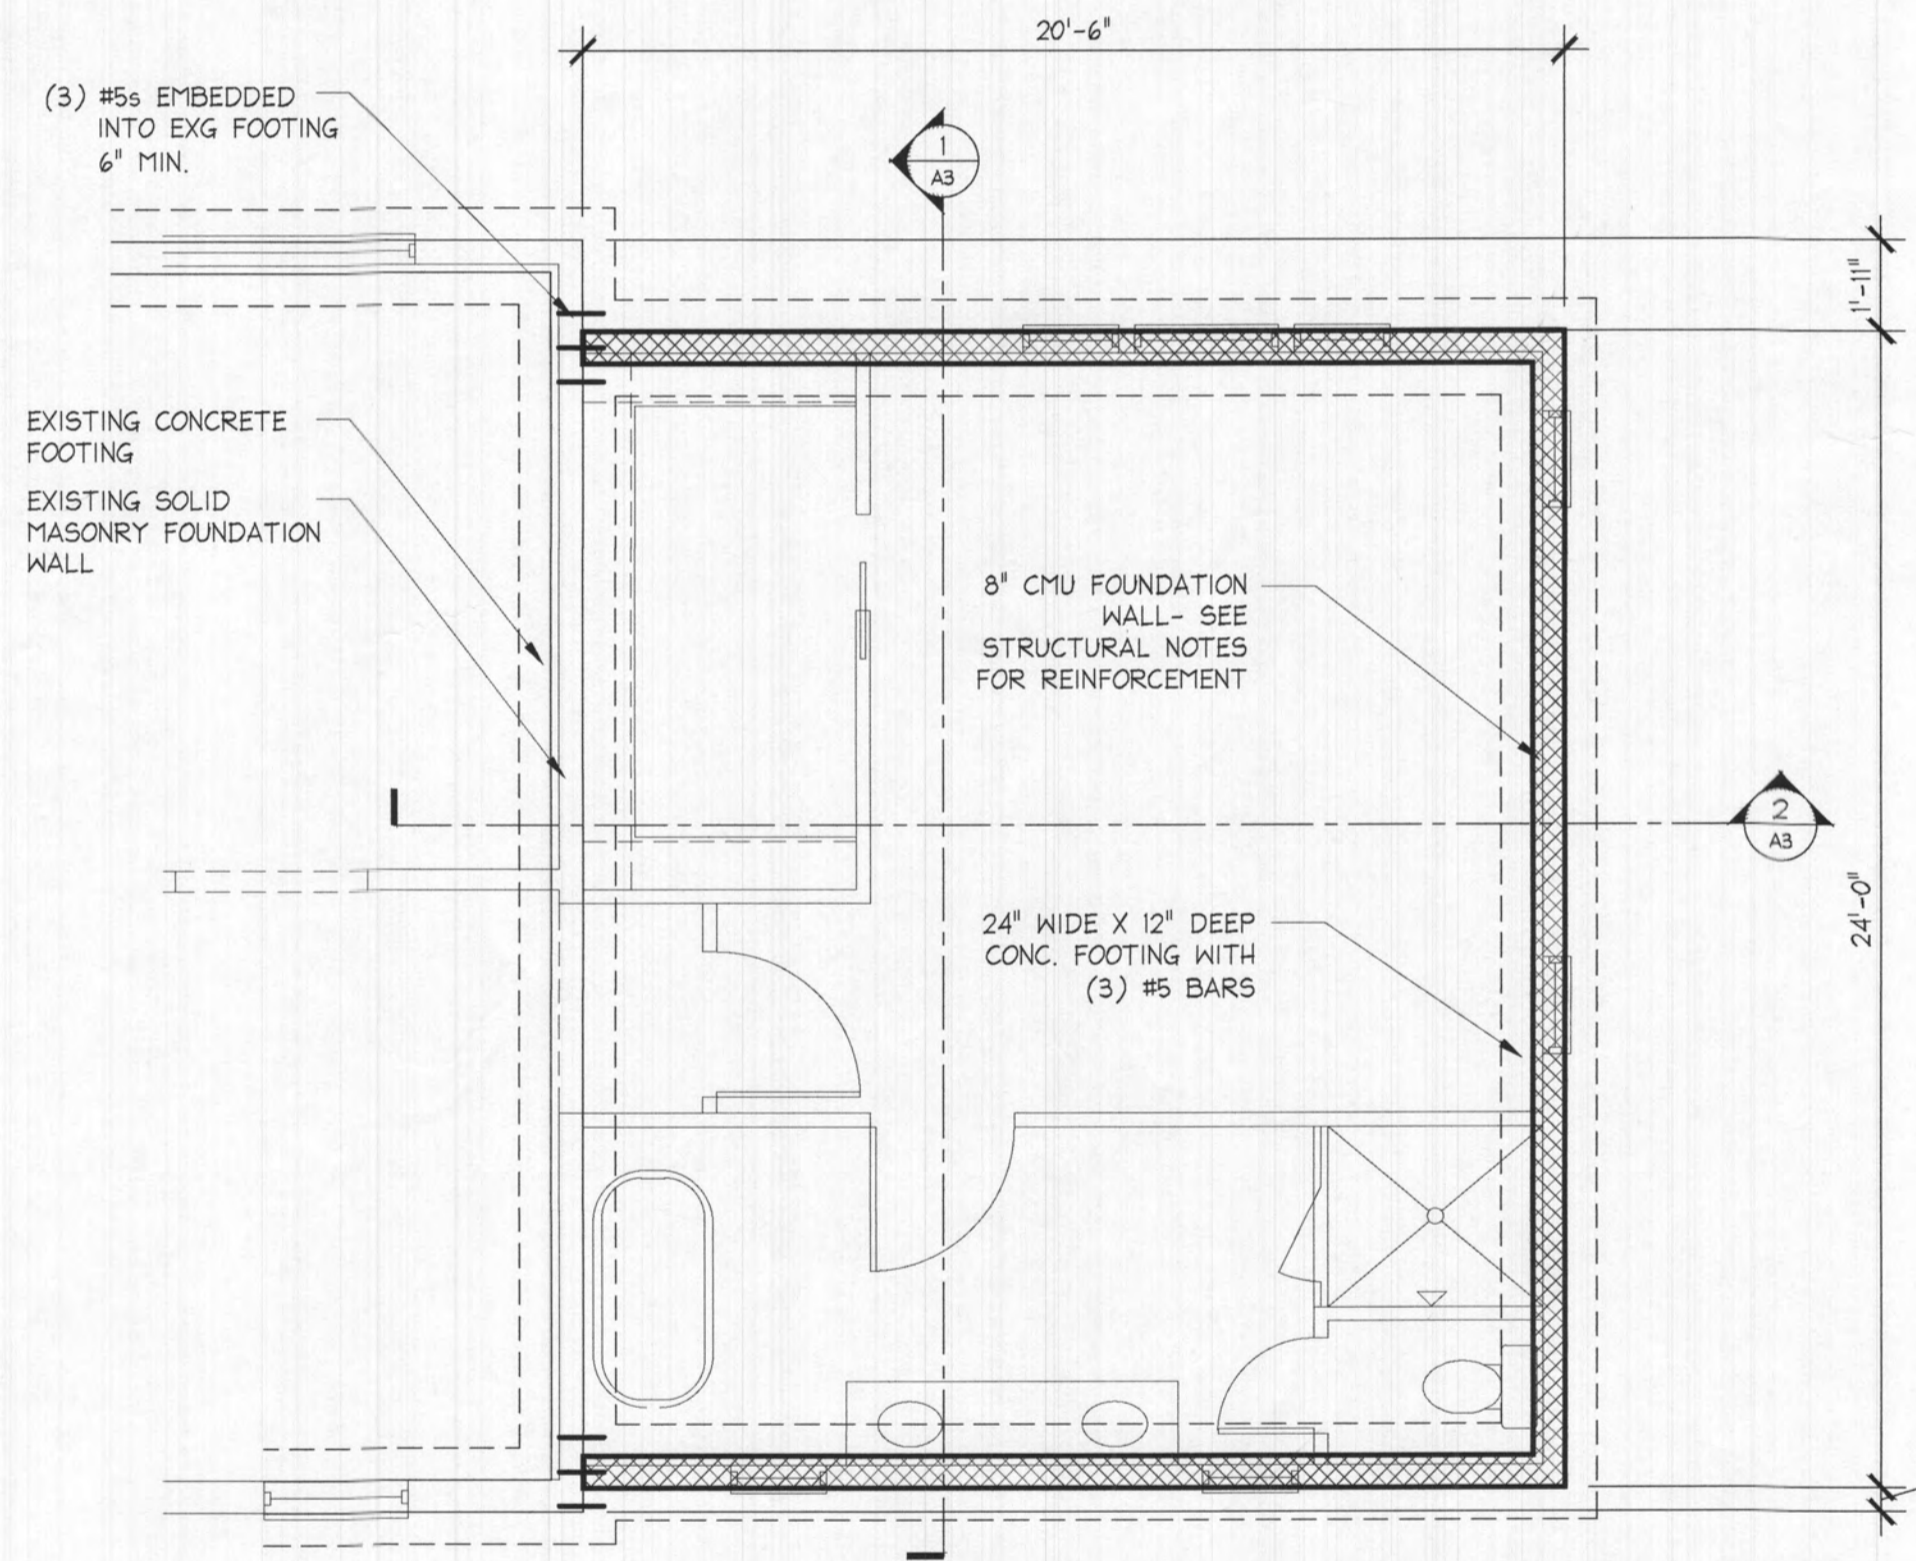 20'-6"
(3) #5s EMBEDDED
INTO EXG FOOTING
6" MIN.
1
A3
1'-11"
EXISTING CONCRETE
FOOTING
EXISTING SOLID
MASONRY FOUNDATION
WALL
8" CMU FOUNDATION
WALL- SEE
STRUCTURAL NOTES
FOR REINFORCEMENT
2
A3
24'-0"
24" WIDE X 12" DEEP
CONC. FOOTING WITH
(3) #5 BARS